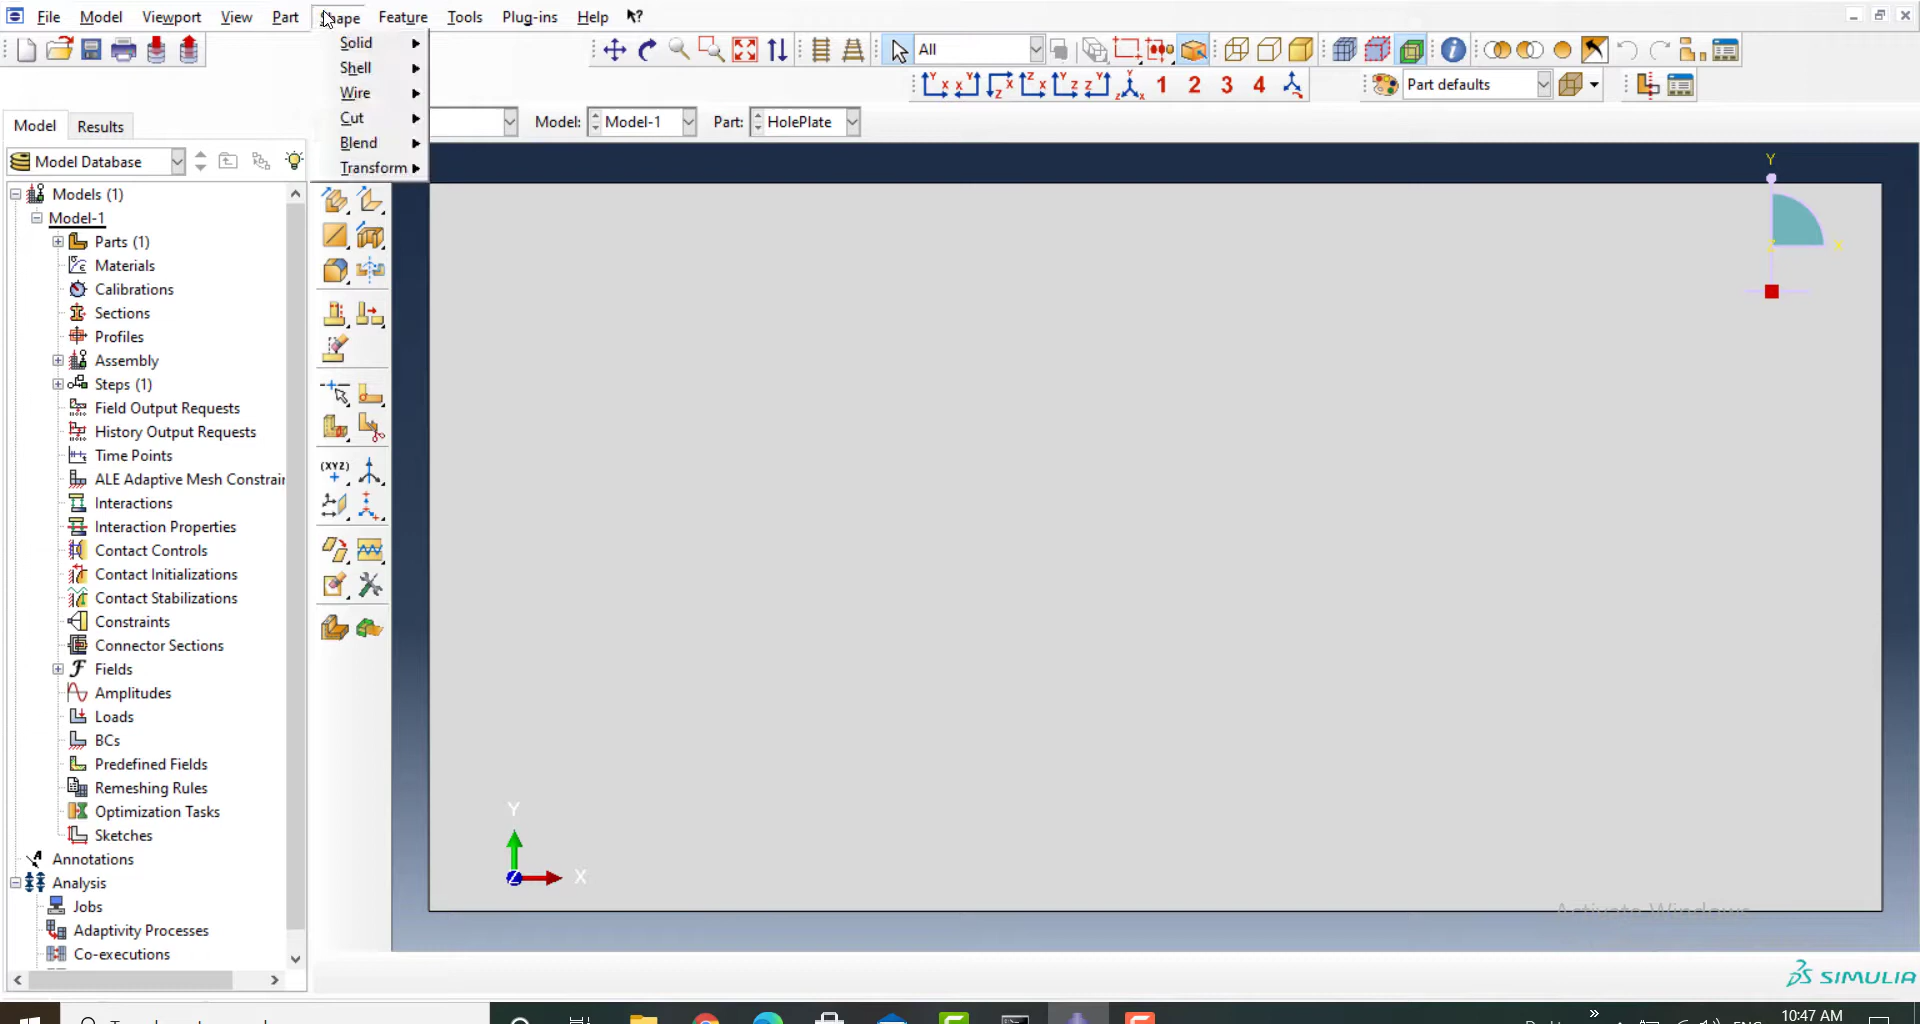 File Model Viewport View Part Shape Feature Tools Plug-ins Help
Solid
Shell
Wire
Cut
Blend
Transform
All
1 2 3 4
Part defaults
Model: Model-1 Part: HolePlate
Model Results
Model Database
Models (1)
Model-1
Parts (1)
Materials
Calibrations
Sections
Profiles
Assembly
Steps (1)
Field Output Requests
History Output Requests
Time Points
ALE Adaptive Mesh Constrai
Interactions
Interaction Properties
Contact Controls
Contact Initializations
Contact Stabilizations
Constraints
Connector Sections
Fields
Amplitudes
Loads
BCs
Predefined Fields
Remeshing Rules
Optimization Tasks
Sketches
Annotations
Analysis
Jobs
Adaptivity Processes
Co-executions
(XYZ)
Y
X
Y
X
Z
Activate Windows
SIMULIA
10:47 AM